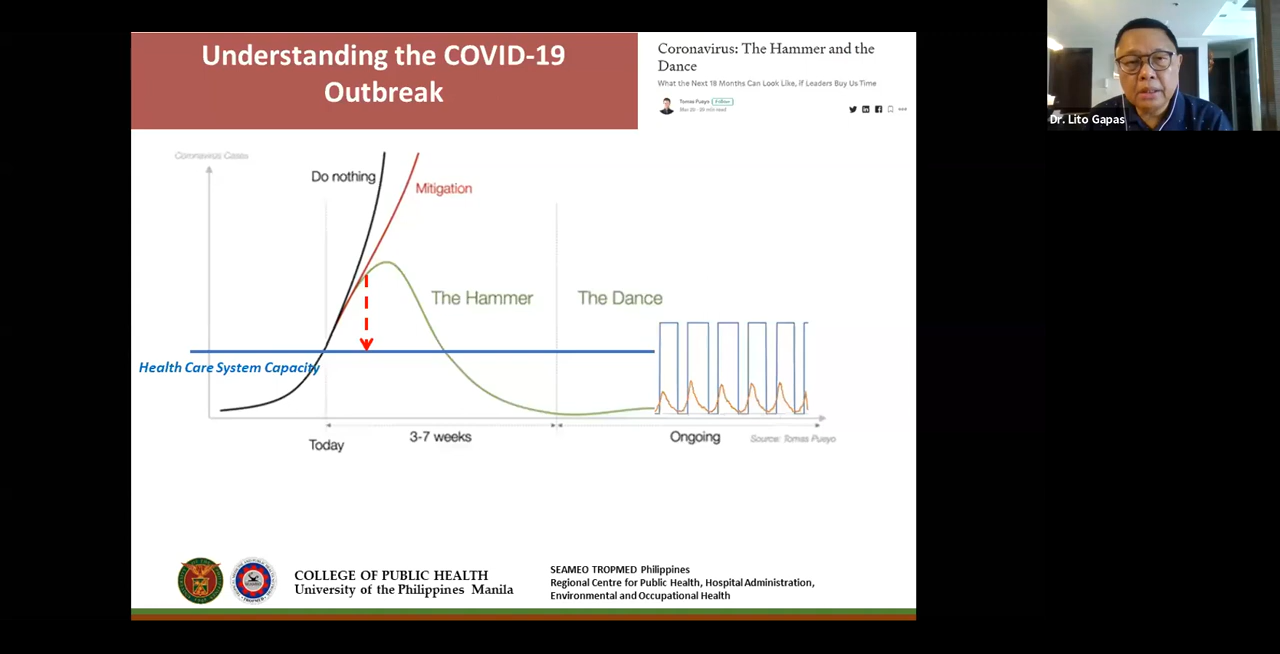 Understanding the COVID-19
Outbreak
Coronavirus: The Hammer and the
Dance
What the Next 18 Months Can Look Like, if Leaders Buy Us Time
Tomas Pueyo Follow
Dr. Lito Gapas
Coronavirus Cases
Do nothing
Mitigation
The Hammer
The Dance
Health Care System Capacity
3-7 weeks
Today
Ongoing
Source: Tomas Pueyo
COLLEGE OF PUBLIC HEALTH
University of the Philippines Manila
SEAMEO TROPMED Philippines
Regional Centre for Public Health, Hospital Administration,
Environmental and Occupational Health